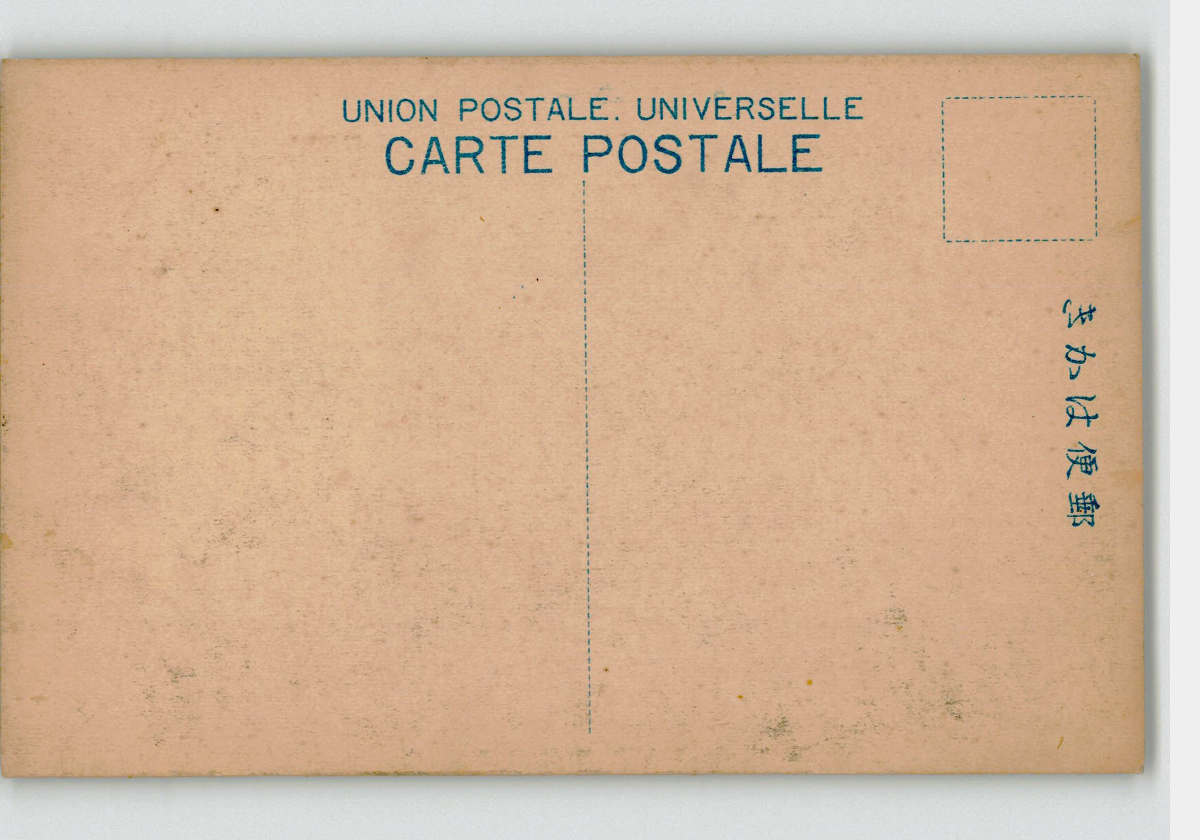 UNION POSTALE. UNIVERSELLE
CARTE POSTALE
きかは便郵